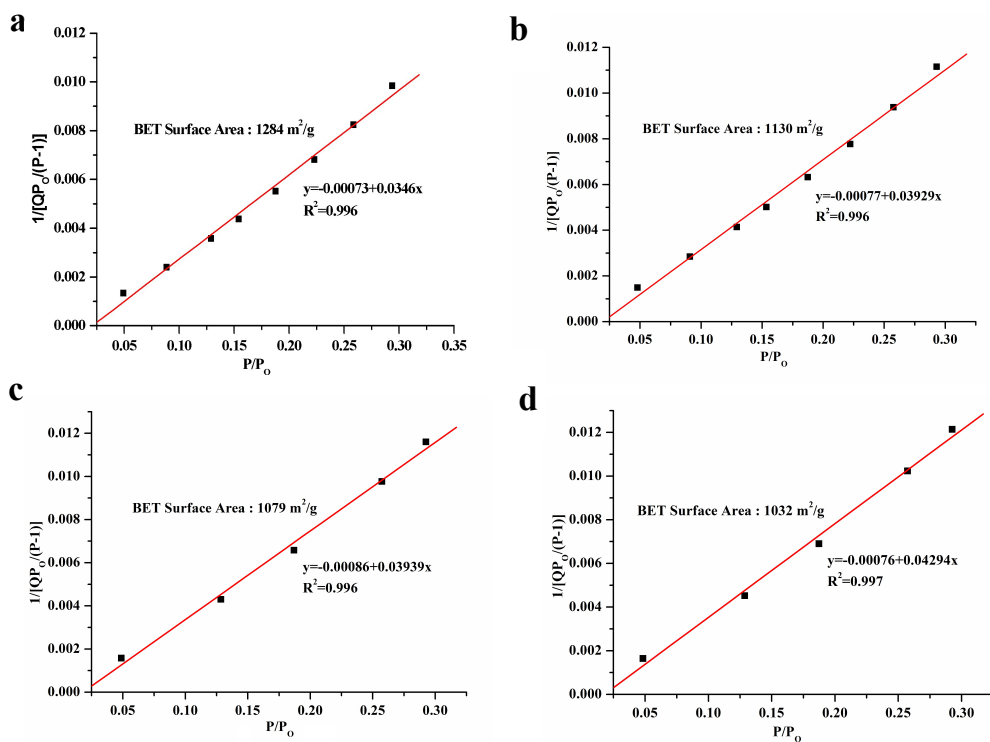 a
0.012
0.010
0.008
0.006
0.004
0.002
0.000
1/[QP_O/(P-1)]
BET Surface Area : 1284 m²/g
y=-0.00073+0.0346x
R²=0.996
0.05 0.10 0.15 0.20 0.25 0.30 0.35
P/P_O
b
0.012
0.010
0.008
0.006
0.004
0.002
0.000
1/[QP_O/(P-1)]
BET Surface Area : 1130 m²/g
y=-0.00077+0.03929x
R²=0.996
0.05 0.10 0.15 0.20 0.25 0.30
P/P_O
c
0.012
0.010
0.008
0.006
0.004
0.002
0.000
1/[QP_O/(P-1)]
BET Surface Area : 1079 m²/g
y=-0.00086+0.03939x
R²=0.996
0.05 0.10 0.15 0.20 0.25 0.30
P/P_O
d
0.012
0.010
0.008
0.006
0.004
0.002
0.000
1/[QP_O/(P-1)]
BET Surface Area : 1032 m²/g
y=-0.00076+0.04294x
R²=0.997
0.05 0.10 0.15 0.20 0.25 0.30
P/P_O